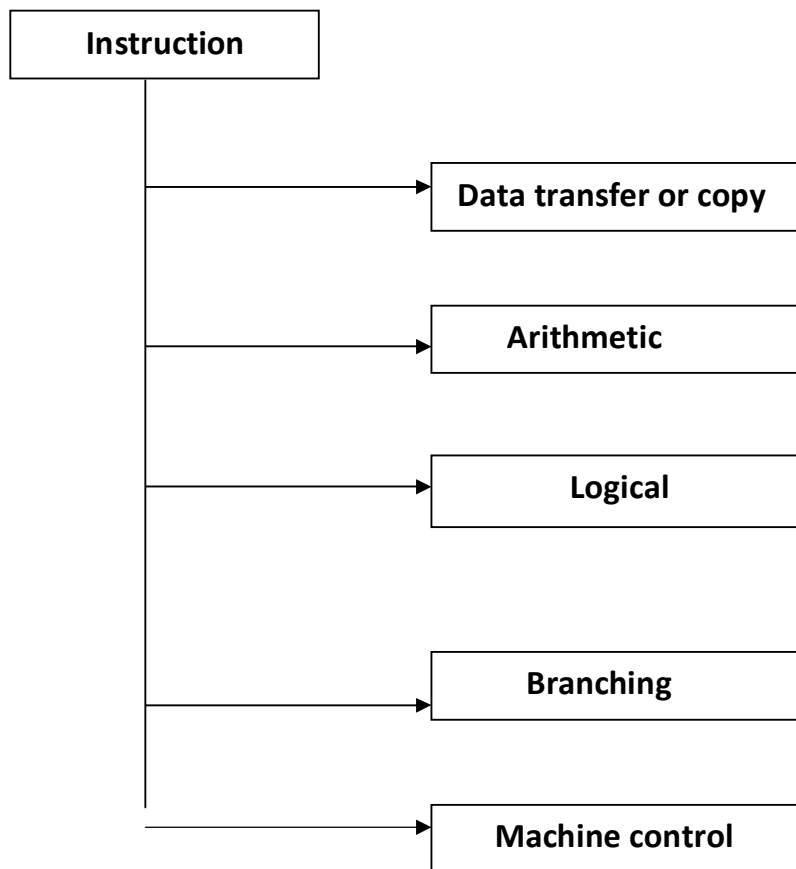 Instruction
Data transfer or copy
Arithmetic
Logical
Branching
Machine control